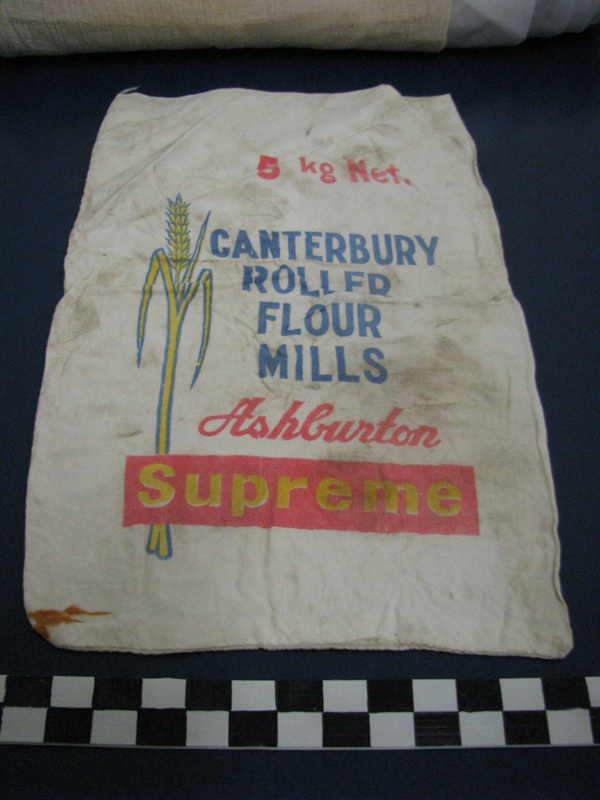 5 kg Net.
CANTERBURY
ROLLER
FLOUR
MILLS
Ashburton
Supreme